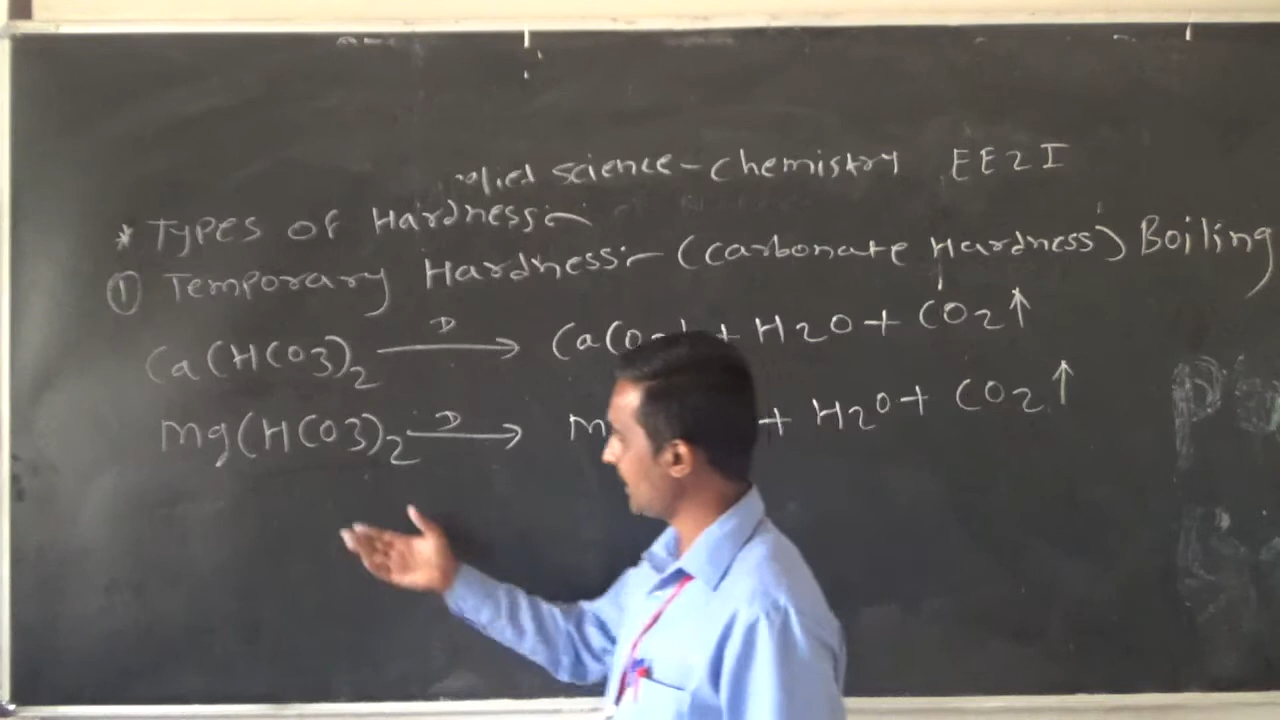 science - chemistry EE2I
* Types of Hardness:-
① Temporary Hardness:- (carbonate Hardness) Boiling
Ca(HCO3)2 D → + H2O + CO2↑
Mg(HCO3)2 D → + H2O + CO2↑